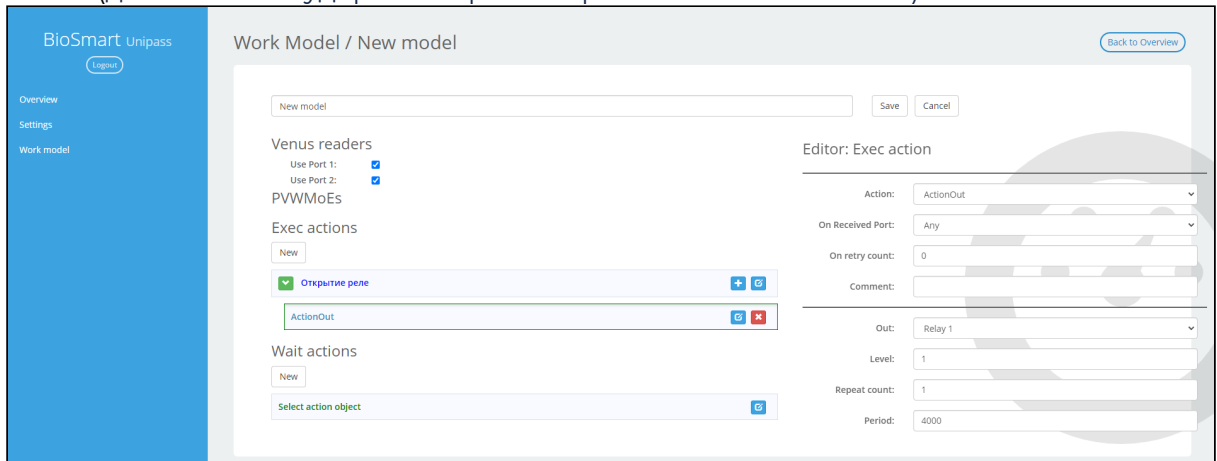 BioSmart Unipass
Logout
Overview
Settings
Work model
Work Model / New model
Back to Overview
New model
Save
Cancel
Venus readers
Use Port 1:
Use Port 2:
PVWMoEs
Exec actions
New
Открытие реле
ActionOut
Wait actions
New
Select action object
Editor: Exec action
Action: ActionOut
On Received Port: Any
On retry count: 0
Comment:
Out: Relay 1
Level: 1
Repeat count: 1
Period: 4000